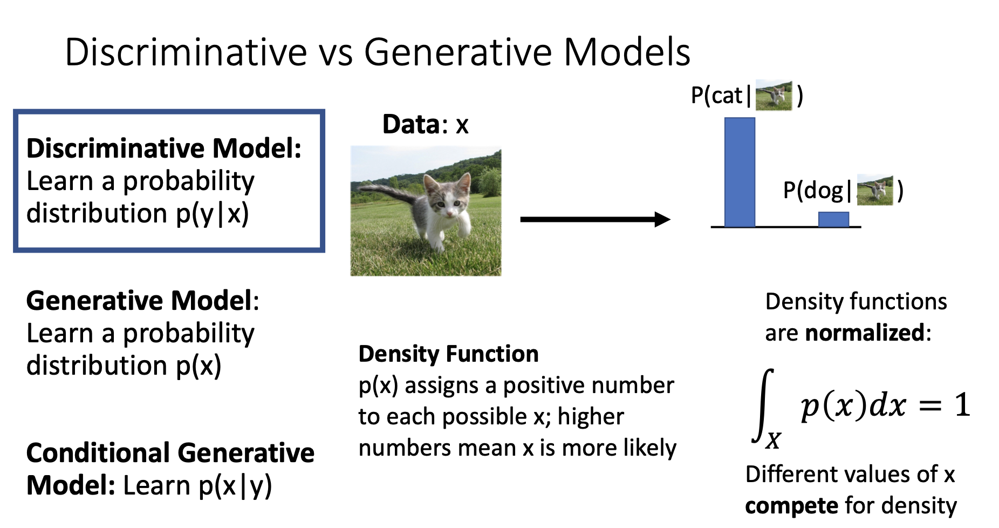 Discriminative vs Generative Models
Discriminative Model:
Learn a probability
distribution p(y|x)
Data: x
P(cat| )
P(dog| )
Generative Model:
Learn a probability
distribution p(x)
Density Function
p(x) assigns a positive number
to each possible x; higher
numbers mean x is more likely
Density functions
are normalized:
∫_X p(x)dx = 1
Different values of x
compete for density
Conditional Generative
Model: Learn p(x|y)